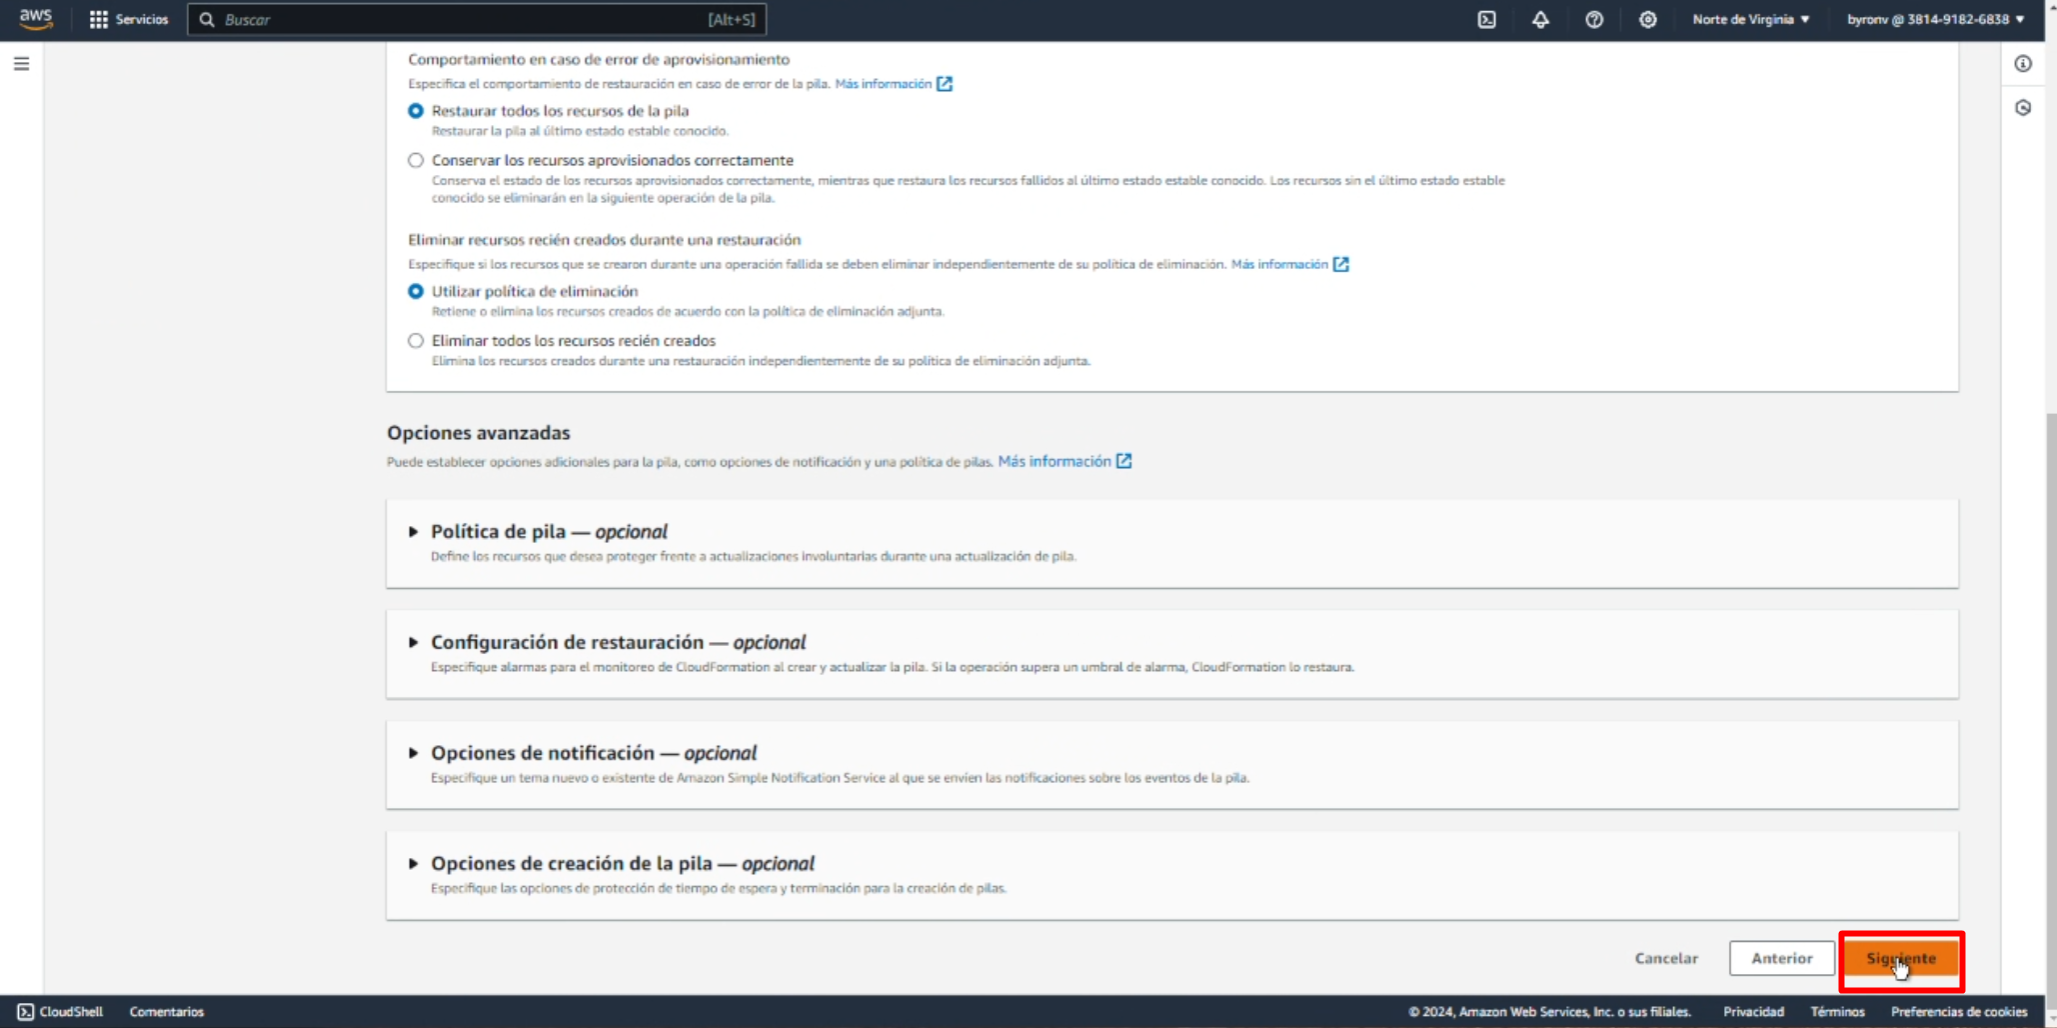 aws
Servicios
Buscar
[Alt+S]
Norte de Virginia ▼
byronv @ 3814-9182-6838 ▼
Comportamiento en caso de error de aprovisionamiento
Especifica el comportamiento de restauración en caso de error de la pila. Más información
Restaurar todos los recursos de la pila
Restaurar la pila al último estado estable conocido.
Conservar los recursos aprovisionados correctamente
Conserva el estado de los recursos aprovisionados correctamente, mientras que restaura los recursos fallidos al último estado estable conocido. Los recursos sin el último estado estable
conocido se eliminarán en la siguiente operación de la pila.
Eliminar recursos recién creados durante una restauración
Especifique si los recursos que se crearon durante una operación fallida se deben eliminar independientemente de su política de eliminación. Más información
Utilizar política de eliminación
Retiene o elimina los recursos creados de acuerdo con la política de eliminación adjunta.
Eliminar todos los recursos recién creados
Elimina los recursos creados durante una restauración independientemente de su política de eliminación adjunta.
Opciones avanzadas
Puede establecer opciones adicionales para la pila, como opciones de notificación y una política de pilas. Más información
Política de pila — opcional
Define los recursos que desea proteger frente a actualizaciones involuntarias durante una actualización de pila.
Configuración de restauración — opcional
Especifique alarmas para el monitoreo de CloudFormation al crear y actualizar la pila. Si la operación supera un umbral de alarma, CloudFormation lo restaura.
Opciones de notificación — opcional
Especifique un tema nuevo o existente de Amazon Simple Notification Service al que se envíen las notificaciones sobre los eventos de la pila.
Opciones de creación de la pila — opcional
Especifique las opciones de protección de tiempo de espera y terminación para la creación de pilas.
Cancelar
Anterior
Siguiente
CloudShell
Comentarios
© 2024, Amazon Web Services, Inc. o sus filiales.
Privacidad
Términos
Preferencias de cookies